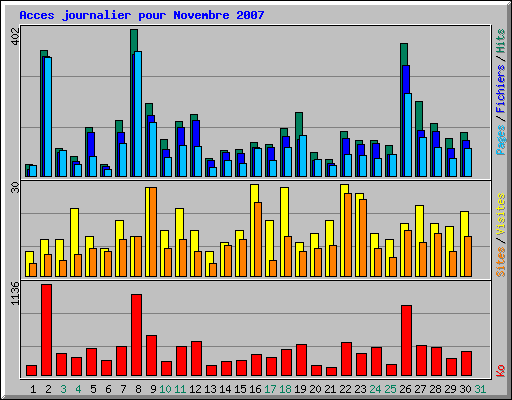 Acces journalier pour Novembre 2007
402
Pages / Fichiers / Hits
30
Sites / Visites
1136
Ko
1 2 3 4 5 6 7 8 9 10 11 12 13 14 15 16 17 18 19 20 21 22 23 24 25 26 27 28 29 30 31